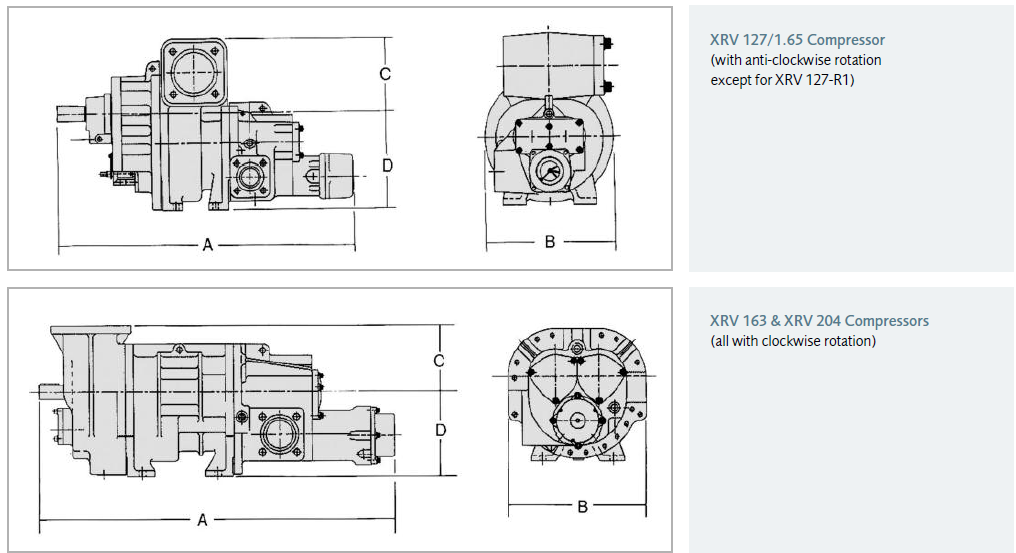 C
D
A
B
XRV 127/1.65 Compressor
(with anti-clockwise rotation
except for XRV 127-R1)
C
D
A
B
XRV 163 & XRV 204 Compressors
(all with clockwise rotation)